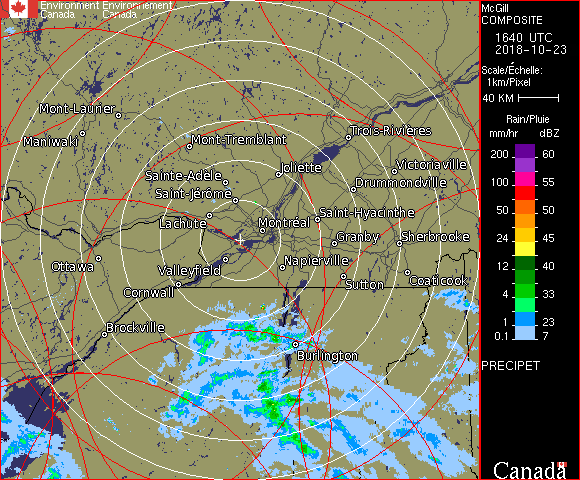 Environment Environnement
Canada Canada
McGill
COMPOSITE
1640 UTC
2018-10-23
Scale/Échelle:
1km/Pixel
40 KM
Rain/Pluie
mm/hr dBZ
200 60
155 65
100 55
50 50
24 45
12 40
4 33
1 23
0.1 7
PRECIPET
Canada
Mont-Laurier
Maniwaki
Mont-Tremblant
Trois-Rivières
Joliette
Victoriaville
Sainte-Adèle
Drummondville
Saint-Jérôme
Saint-Hyacinthe
Lachute
Montréal
Granby
Sherbrooke
Ottawa
Valleyfield
Napierville
Cornwall
Sutton
Coaticook
Brockville
Burlington